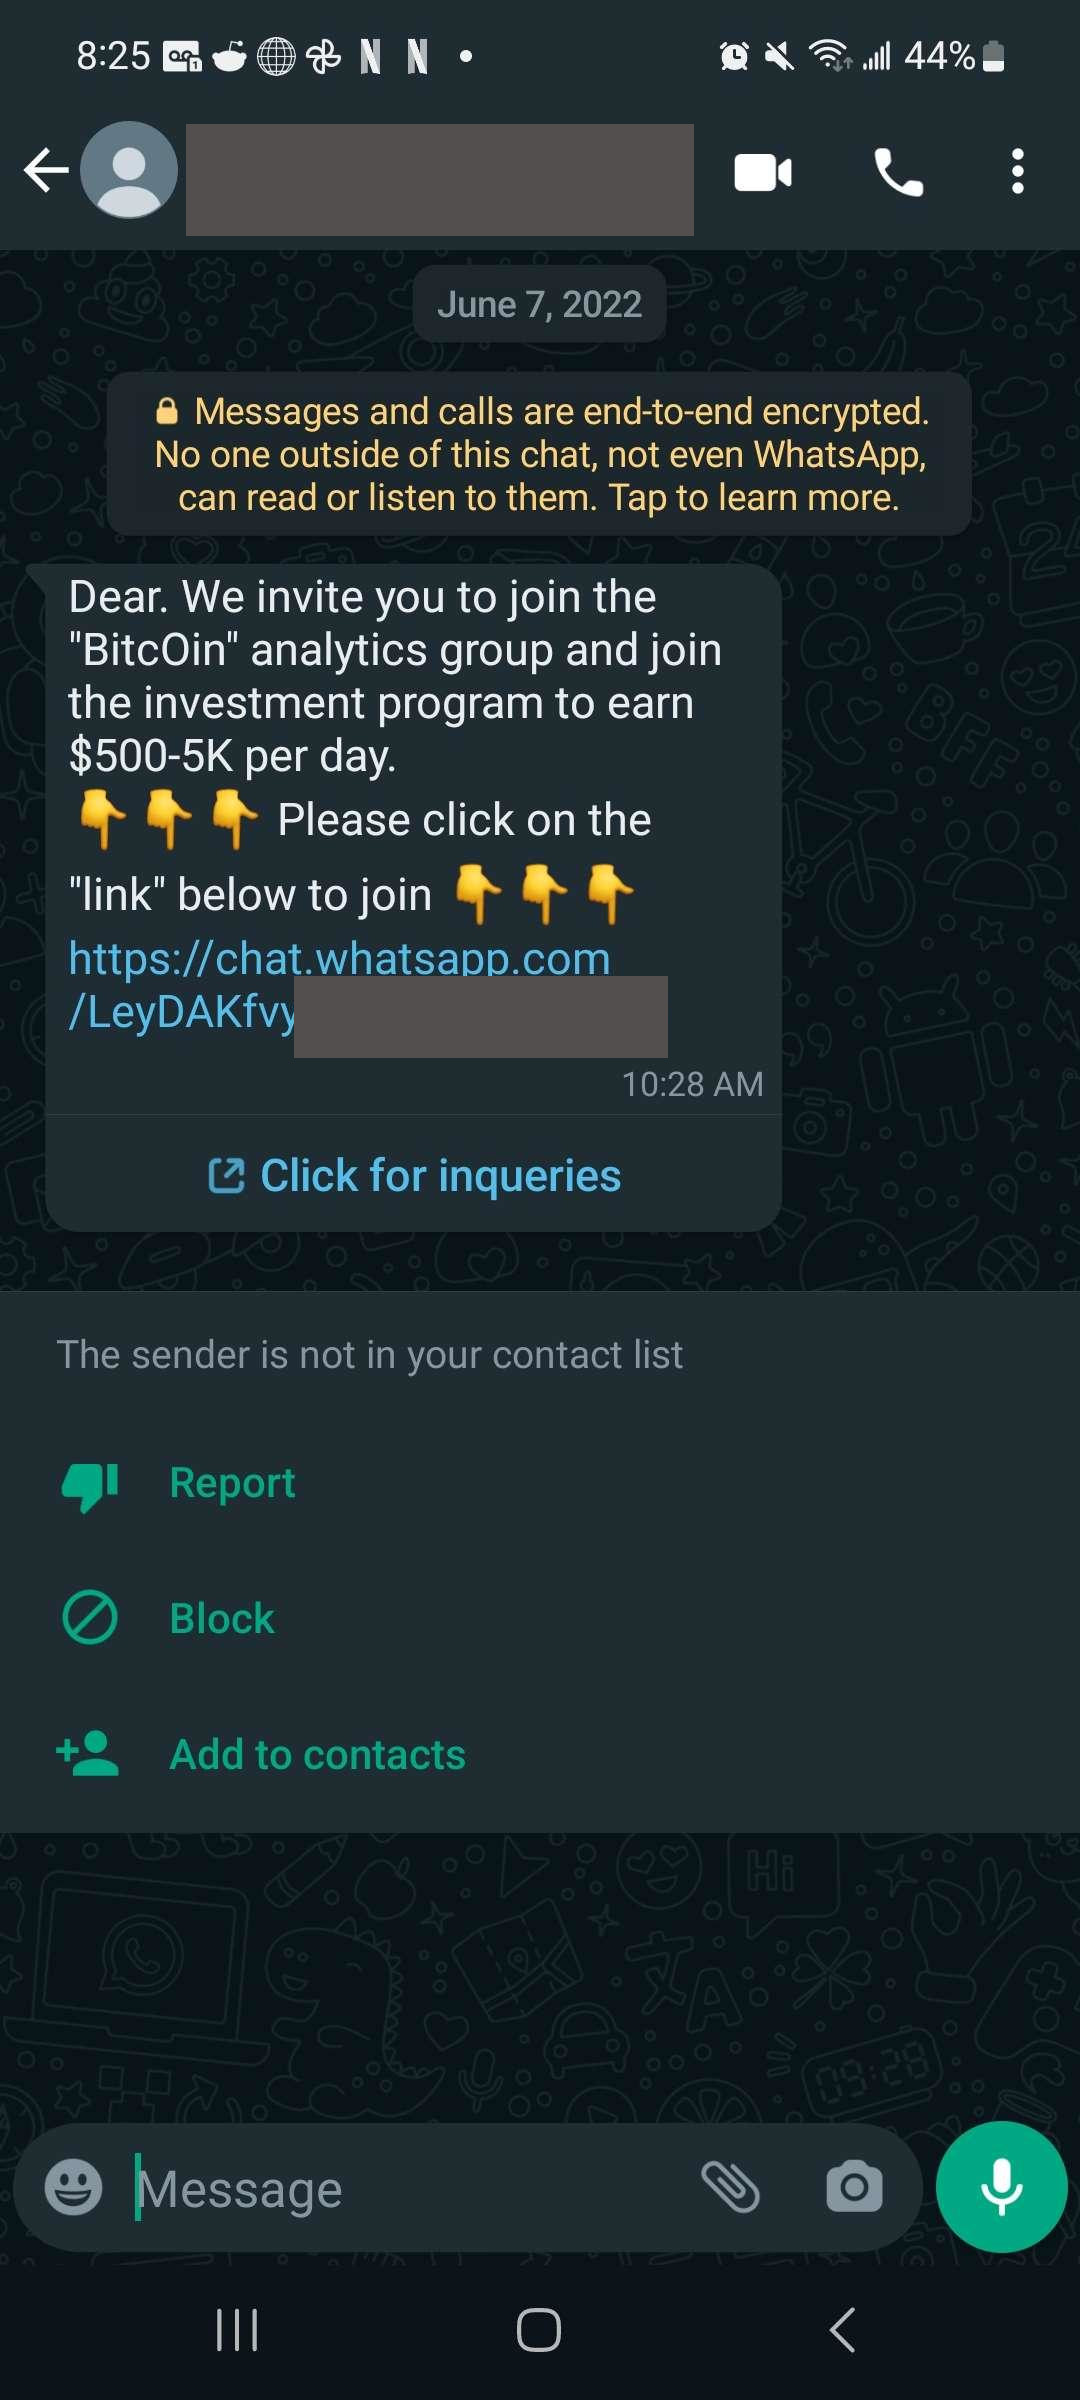 8:25
44%
June 7, 2022
Messages and calls are end-to-end encrypted.
No one outside of this chat, not even WhatsApp,
can read or listen to them. Tap to learn more.
Dear. We invite you to join the
"BitcOin" analytics group and join
the investment program to earn
$500-5K per day.
👇👇👇 Please click on the
"link" below to join 👇👇👇
https://chat.whatsapp.com
/LeyDAKfvy
10:28 AM
Click for inqueries
The sender is not in your contact list
Report
Block
Add to contacts
Message